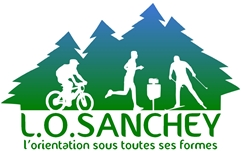 L.O.SANCHEY
l'orientation sous toutes ses formes